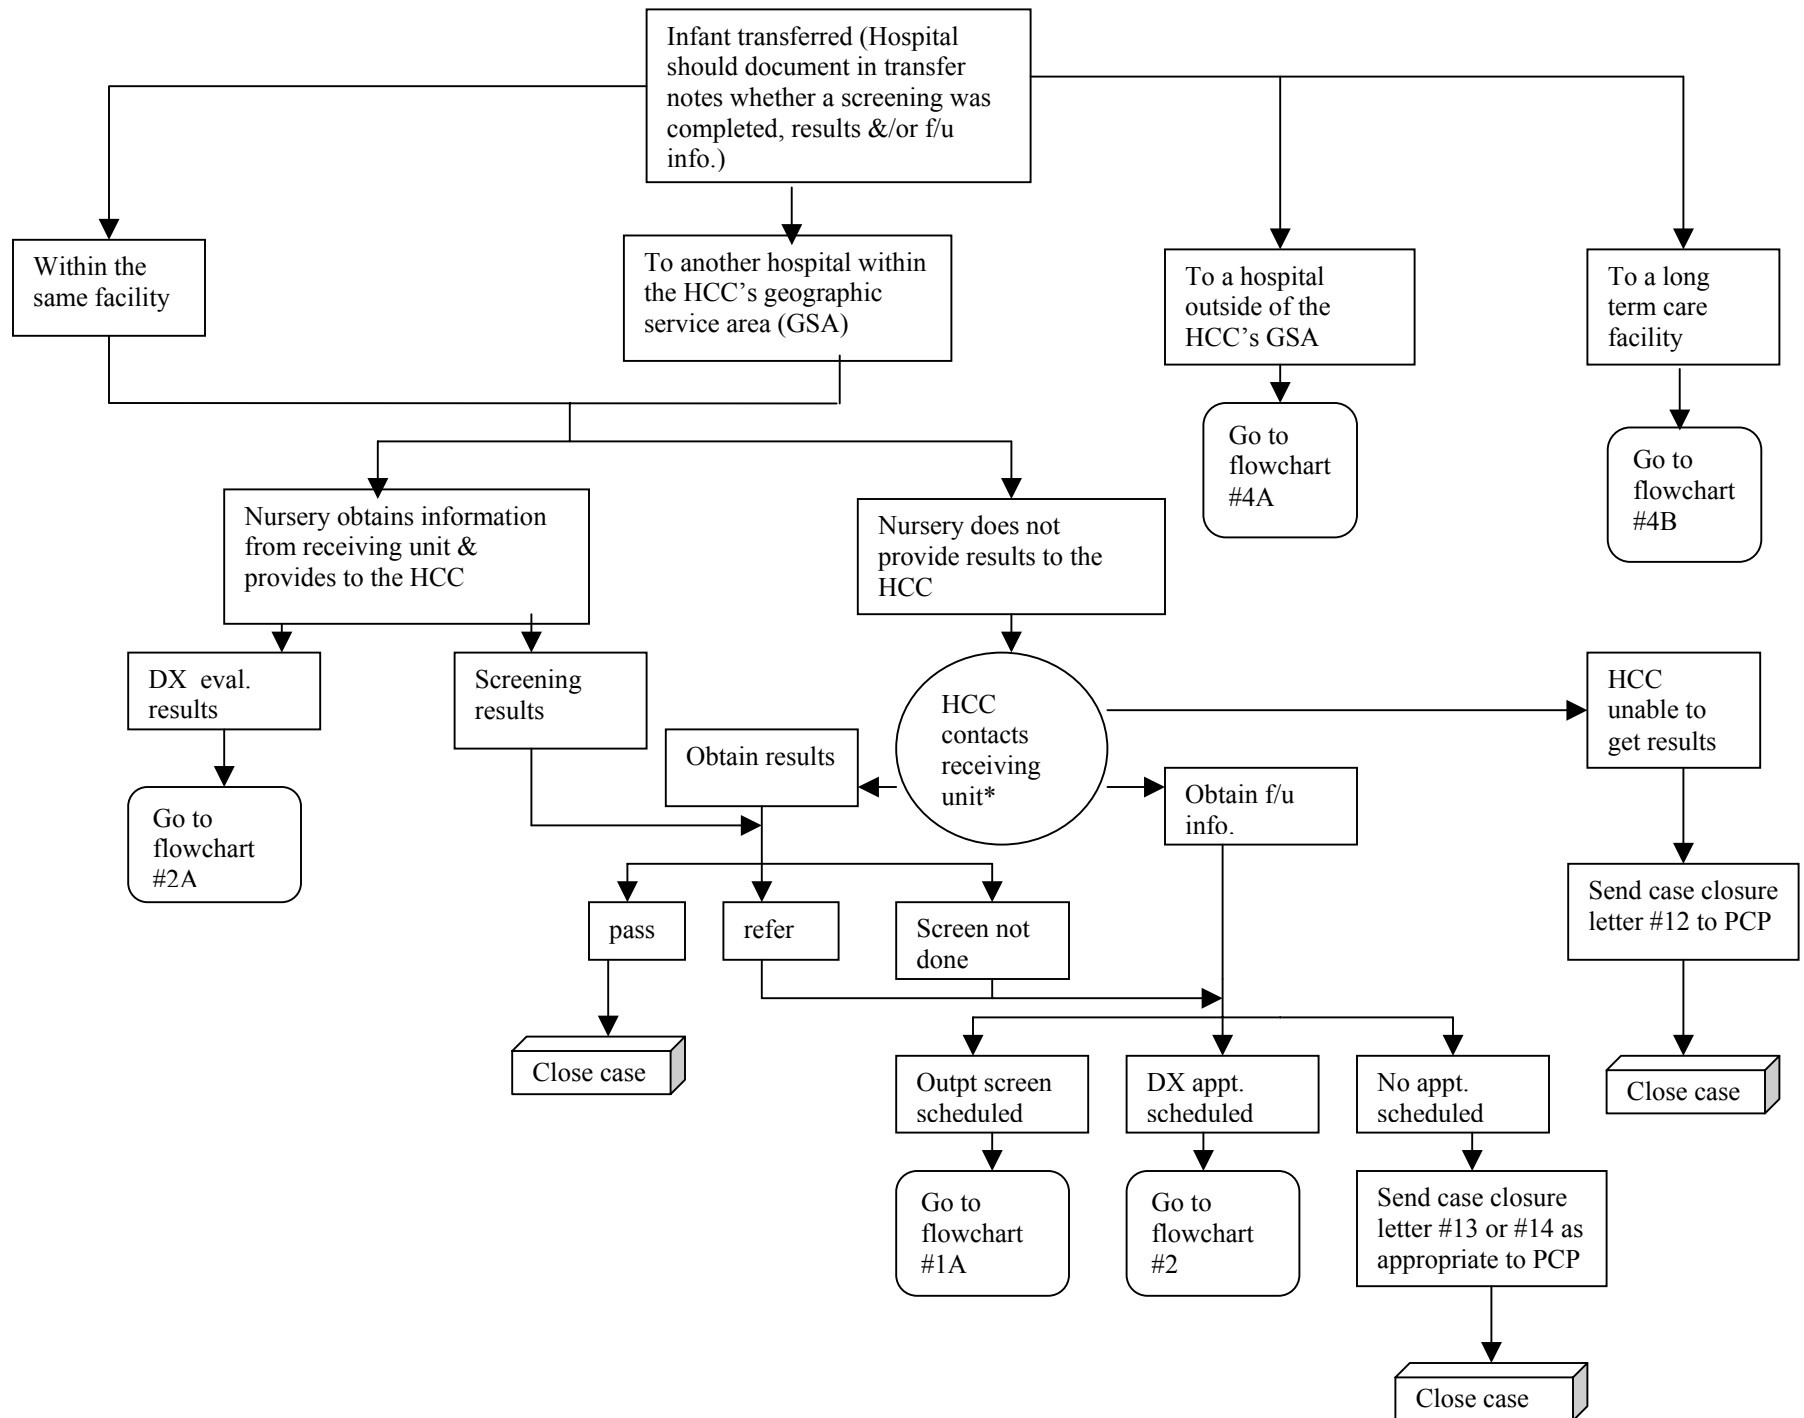 Infant transferred (Hospital
should document in transfer
notes whether a screening was
completed, results &/or f/u
info.)
Within the
same facility
To another hospital within
the HCC’s geographic
service area (GSA)
To a hospital
outside of the
HCC’s GSA
To a long
term care
facility
Go to
flowchart
#4A
Go to
flowchart
#4B
Nursery obtains information
from receiving unit &
provides to the HCC
Nursery does not
provide results to the
HCC
DX eval.
results
Screening
results
Obtain results
HCC
contacts
receiving
unit*
Obtain f/u
info.
HCC
unable to
get results
Go to
flowchart
#2A
pass
refer
Screen not
done
Send case closure
letter #12 to PCP
Close case
Outpt screen
scheduled
DX appt.
scheduled
No appt.
scheduled
Close case
Go to
flowchart
#1A
Go to
flowchart
#2
Send case closure
letter #13 or #14 as
appropriate to PCP
Close case